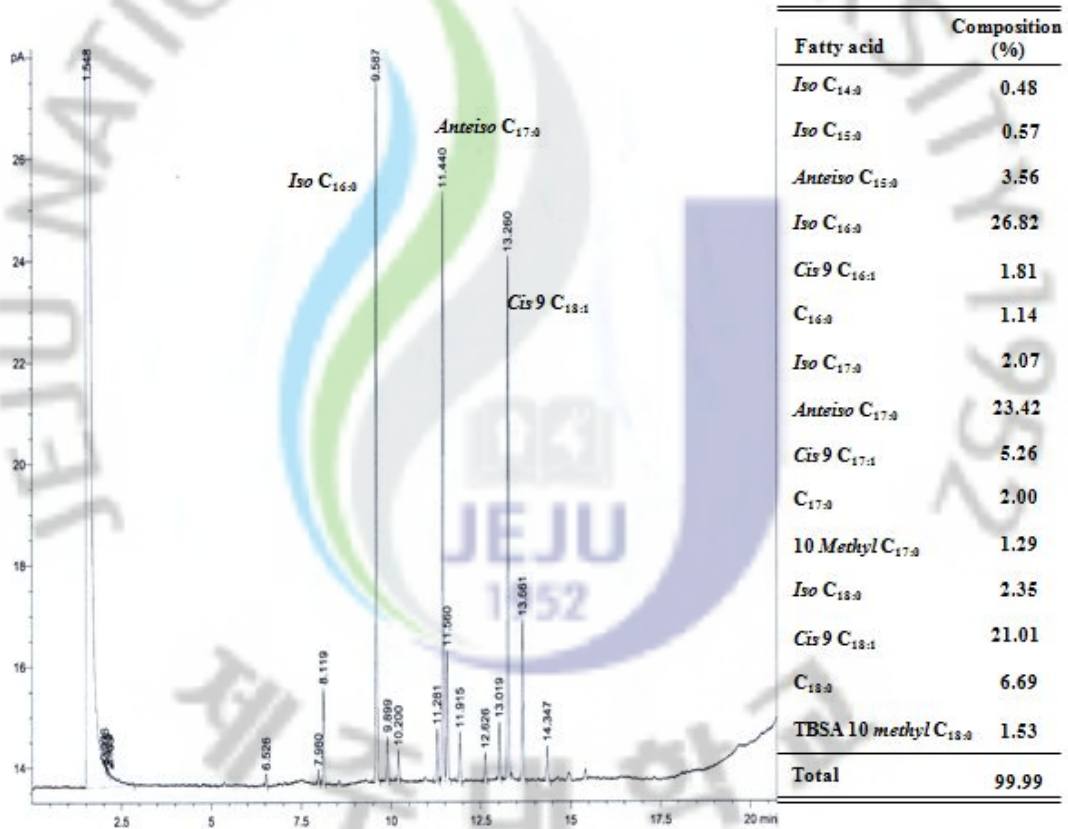 pA
26
24
22
20
18
16
14
2.5
5
7.5
10
12.5
15
17.5
20 min
1.548
6.526
7.980
8.119
9.587
9.899
10.200
11.281
11.440
11.560
11.915
12.626
13.019
13.260
13.661
14.347
Iso C16:0
Anteiso C17:0
Cis 9 C18:1
Fatty acid Composition (%)
Iso C14:0 0.48
Iso C15:0 0.57
Anteiso C15:0 3.56
Iso C16:0 26.82
Cis 9 C16:1 1.81
C16:0 1.14
Iso C17:0 2.07
Anteiso C17:0 23.42
Cis 9 C17:1 5.26
C17:0 2.00
10 Methyl C17:0 1.29
Iso C18:0 2.35
Cis 9 C18:1 21.01
C18:0 6.69
TBSA 10 methyl C18:0 1.53
Total 99.99
JEJU
1952
JEJU NATI
SITY 1952